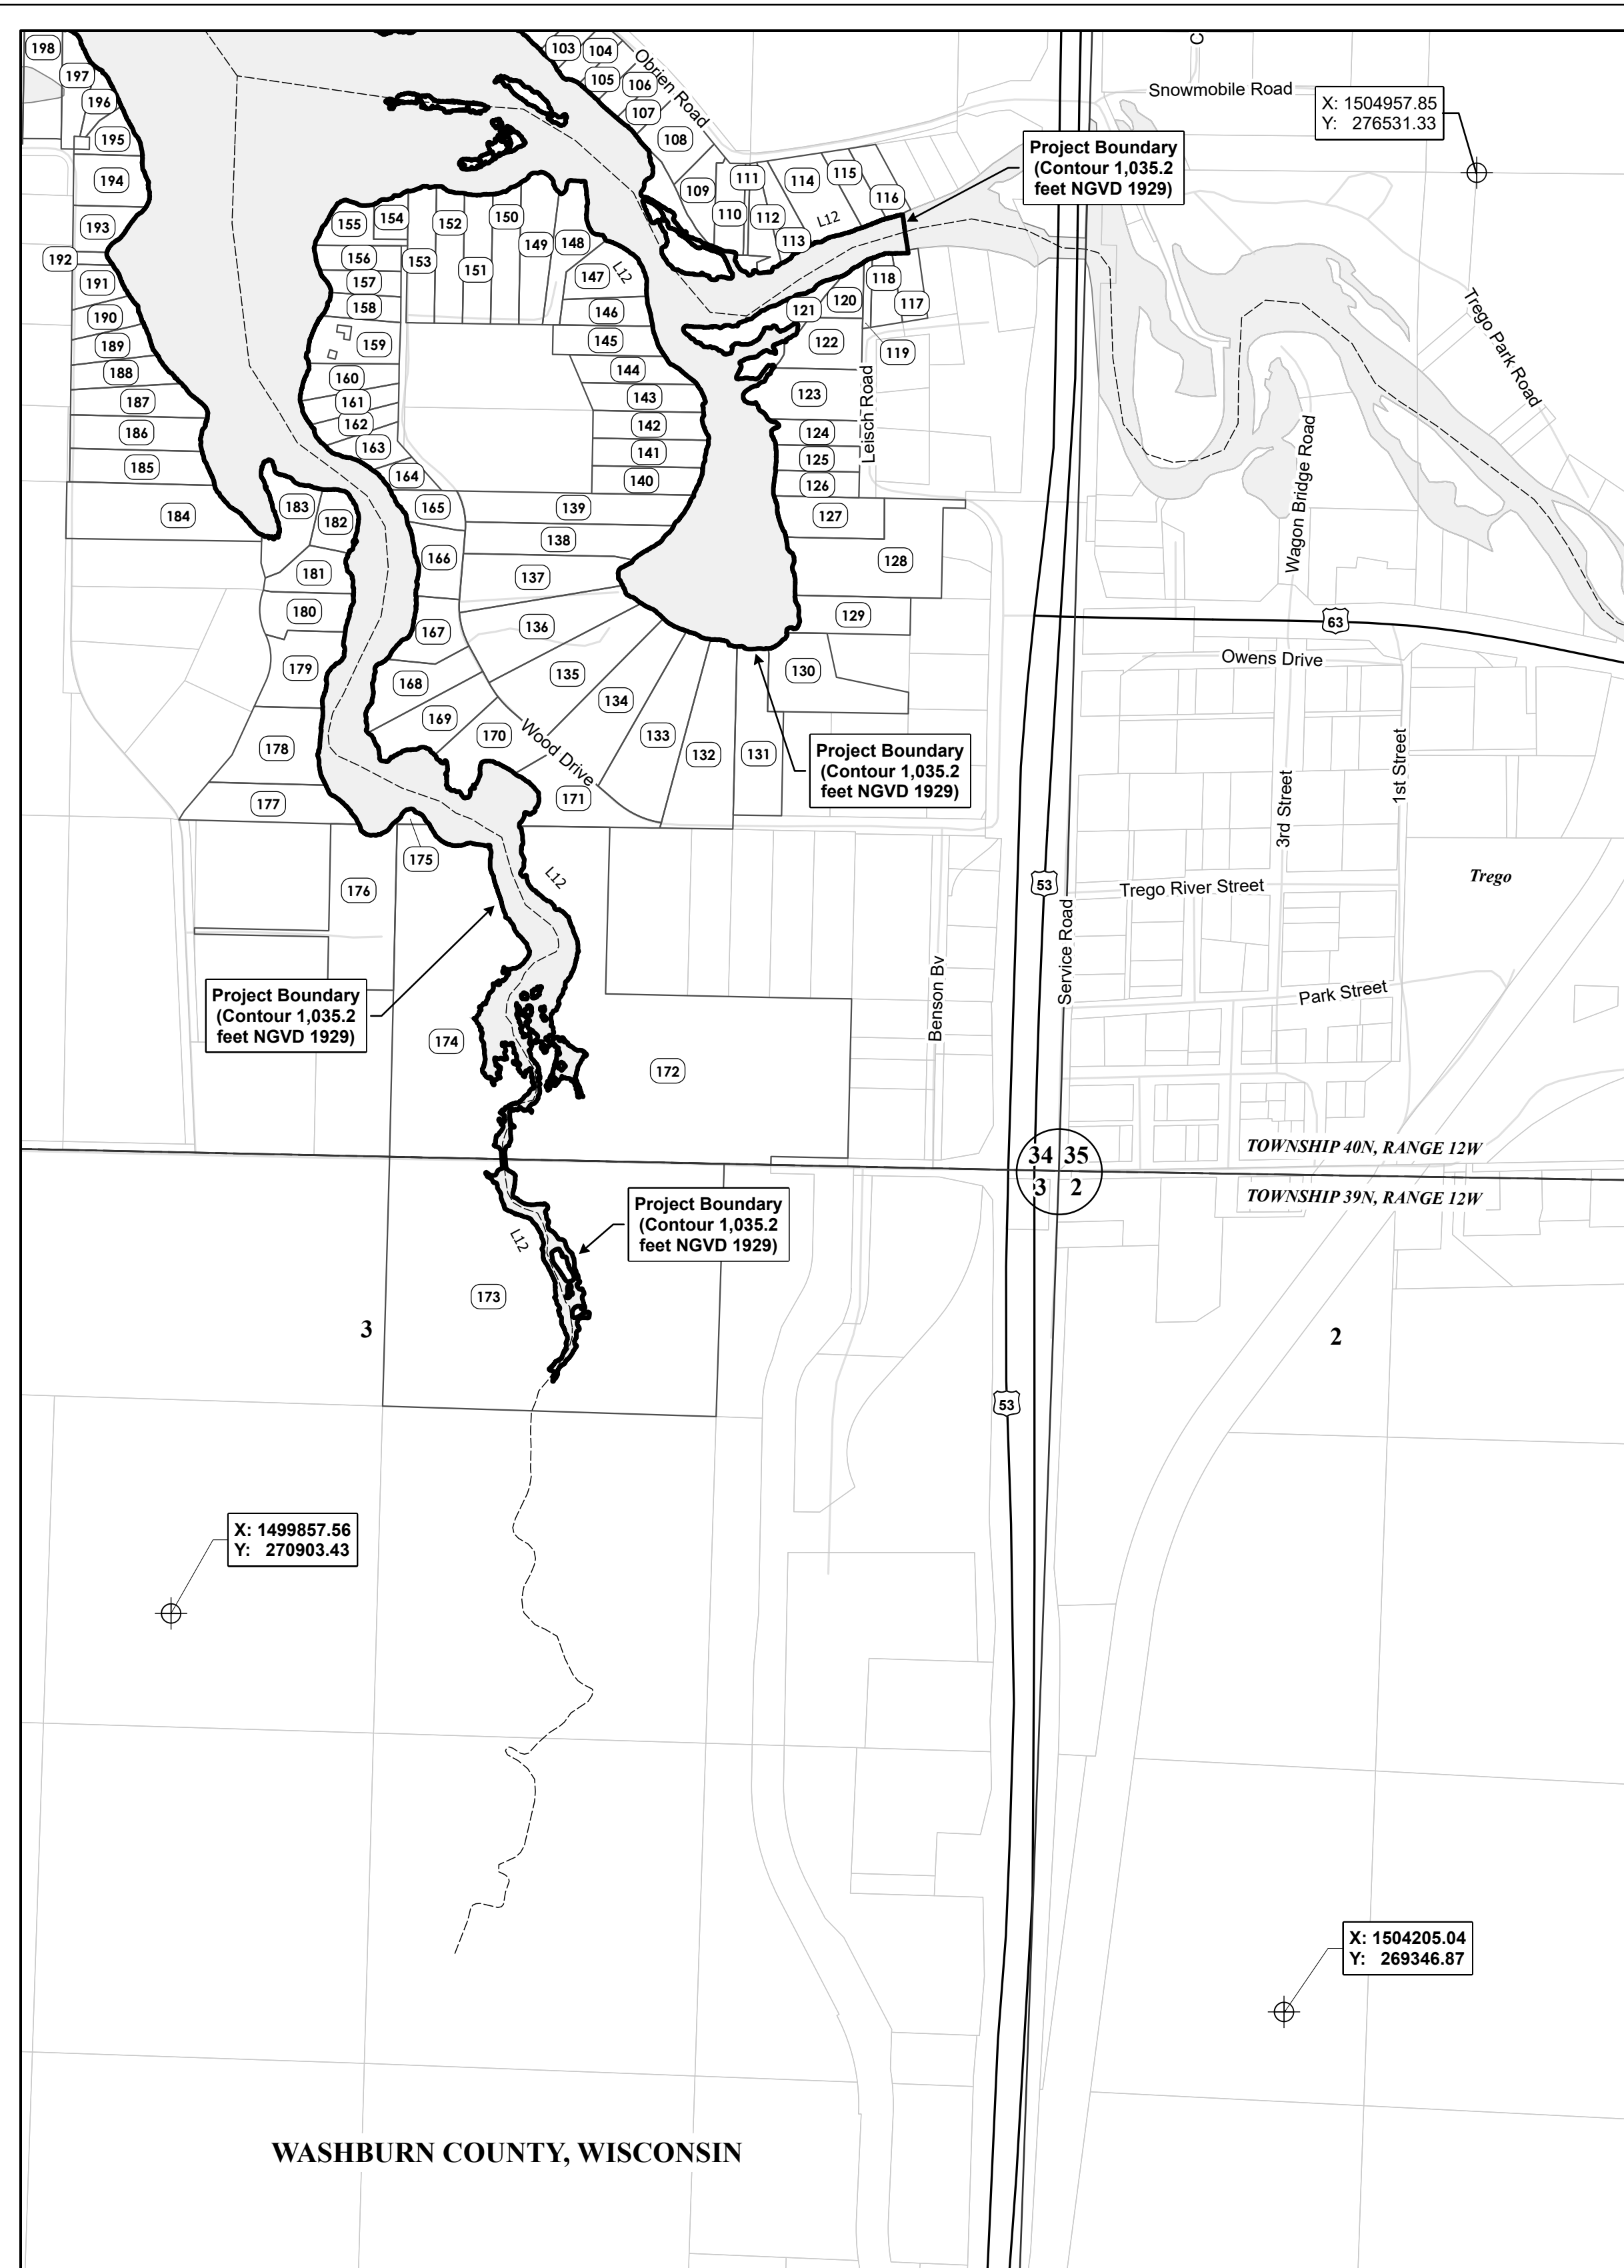 198
197
196
195
194
193
192
191
190
189
188
187
186
185
184
183
182
181
180
179
178
177
176
175
174
173
172
103
104
105
106
107
108
Obrien Road
109
110
111
112
113
114
115
116
L12
Project Boundary
(Contour 1,035.2
feet NGVD 1929)
C
Snowmobile Road
X: 1504957.85
Y: 276531.33
155
154
153
152
151
150
149
148
147
146
145
144
143
142
141
140
139
138
137
136
135
134
133
132
131
130
129
128
127
126
125
124
123
122
121
120
119
118
117
L12
Leisch Road
156
157
158
159
160
161
162
163
164
165
166
167
168
169
170
171
Wood Drive
Project Boundary
(Contour 1,035.2
feet NGVD 1929)
Trego Park Road
Wagon Bridge Road
63
Owens Drive
3rd Street
1st Street
Trego
53
Trego River Street
Service Road
Park Street
Benson Bv
L12
Project Boundary
(Contour 1,035.2
feet NGVD 1929)
34
35
3
2
TOWNSHIP 40N, RANGE 12W
TOWNSHIP 39N, RANGE 12W
Project Boundary
(Contour 1,035.2
feet NGVD 1929)
L12
3
2
53
X: 1499857.56
Y: 270903.43
X: 1504205.04
Y: 269346.87
WASHBURN COUNTY, WISCONSIN